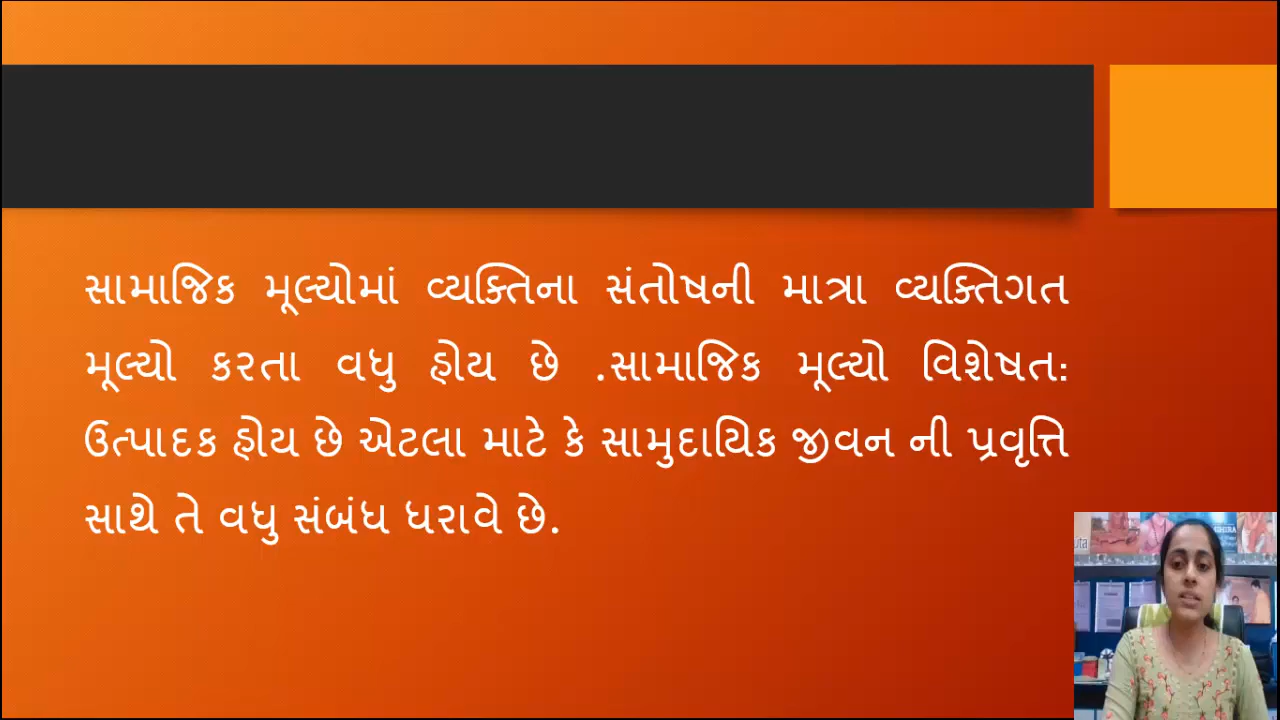 સામાજિક મૂલ્યોમાં વ્યક્તિના સંતોષની માત્રા વ્યક્તિગત
મૂલ્યો કરતા વધુ હોય છે .સામાજિક મૂલ્યો વિશેષત:
ઉત્પાદક હોય છે એટલા માટે કે સામુદાયિક જીવન ની પ્રવૃત્તિ
સાથે તે વધુ સંબંધ ધરાવે છે.